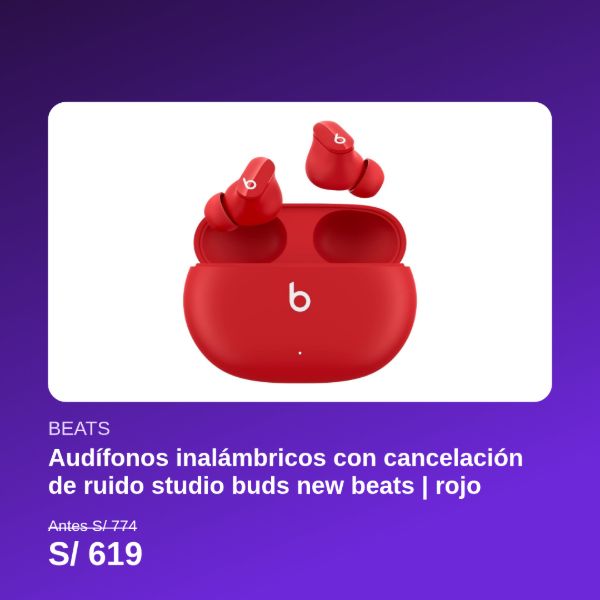 b
b
b
BEATS
Audífonos inalámbricos con cancelación
de ruido studio buds new beats | rojo
Antes S/ 774
S/ 619